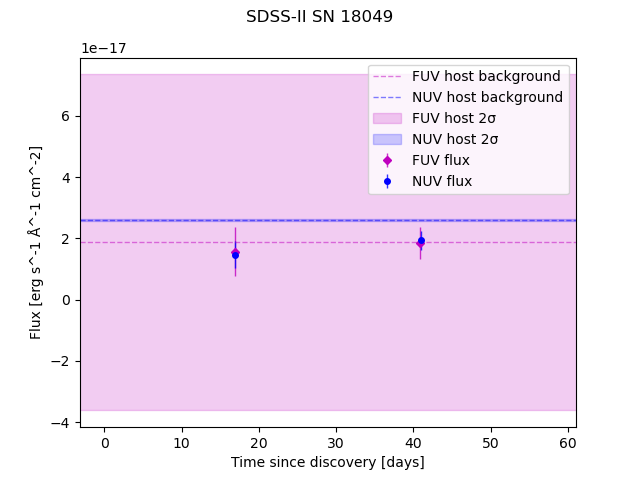 SDSS-II SN 18049
1e−17
FUV host background
NUV host background
FUV host 2σ
NUV host 2σ
FUV flux
NUV flux
6
4
2
0
−2
−4
Flux [erg s^-1 Å^-1 cm^-2]
0 10 20 30 40 50 60
Time since discovery [days]